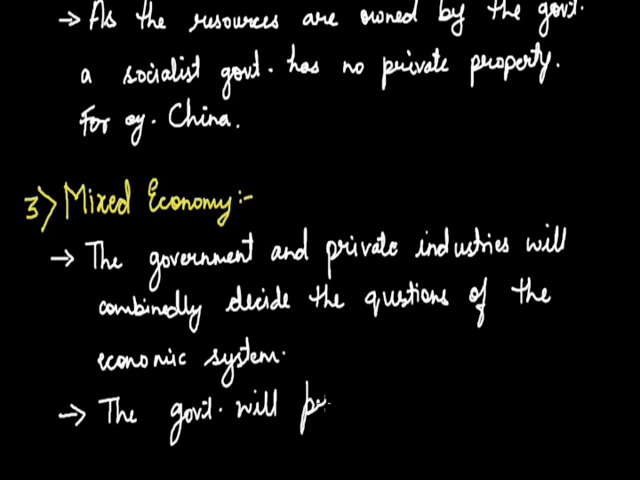 → As the resources are owned by the govt.
a socialist govt. has no private property.
For eg. China.
3) Mixed Economy:-
→ The government and private industries will
combinedly decide the questions of the
economic system.
→ The govt. will pe